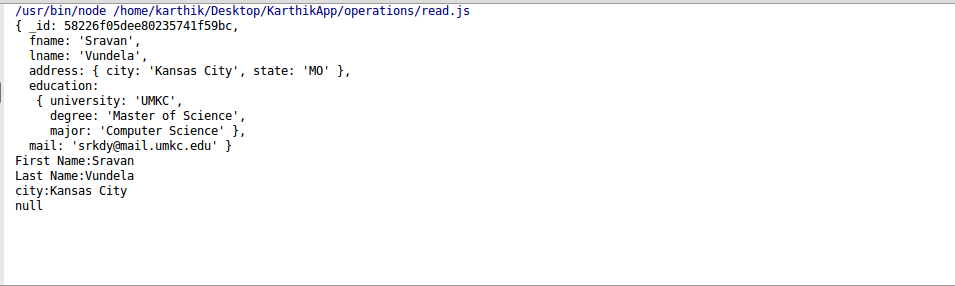 /usr/bin/node /home/karthik/Desktop/KarthikApp/operations/read.js
{ _id: 58226f05dee80235741f59bc,
  fname: 'Sravan',
  lname: 'Vundela',
  address: { city: 'Kansas City', state: 'MO' },
  education:
   { university: 'UMKC',
     degree: 'Master of Science',
     major: 'Computer Science' },
  mail: 'srkdy@mail.umkc.edu' }
First Name:Sravan
Last Name:Vundela
city:Kansas City
null